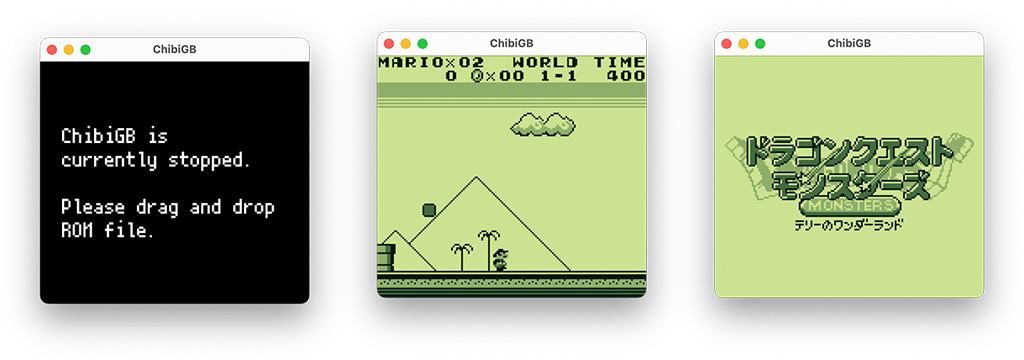 ChibiGB
ChibiGB is
currently stopped.
Please drag and drop
ROM file.
ChibiGB
MARIO×02 WORLD TIME
0 ×00 1-1 400
ChibiGB
ドラゴンクエスト
モンスターズ
MONSTERS
テリーのワンダーランド